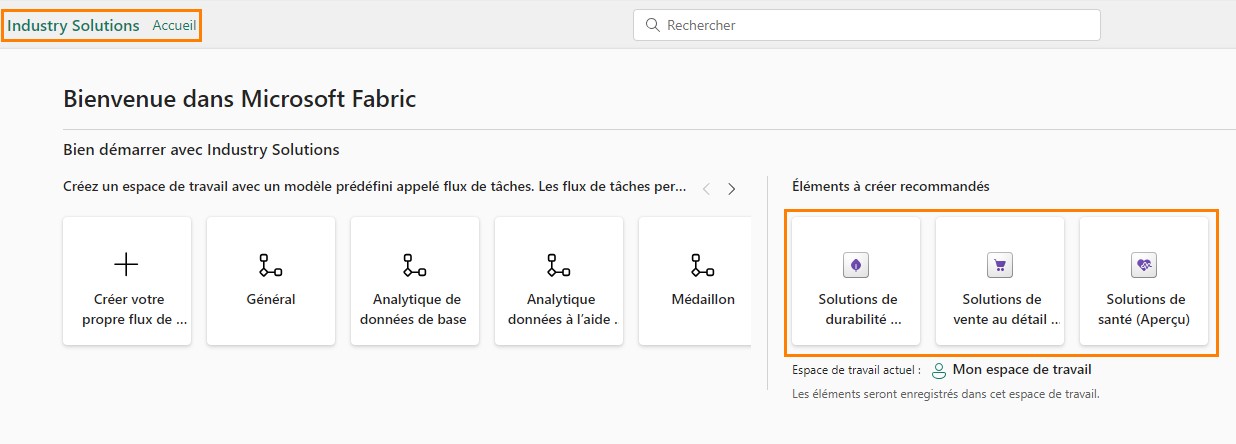 Industry Solutions Accueil
Rechercher
Bienvenue dans Microsoft Fabric
Bien démarrer avec Industry Solutions
Créez un espace de travail avec un modèle prédéfini appelé flux de tâches. Les flux de tâches per...
Créer votre
propre flux de ...
Général
Analytique de
données de base
Analytique
données à l'aide .
Médaillon
Éléments à créer recommandés
Solutions de
durabilité ...
Solutions de
vente au détail ...
Solutions de
santé (Aperçu)
Espace de travail actuel : Mon espace de travail
Les éléments seront enregistrés dans cet espace de travail.